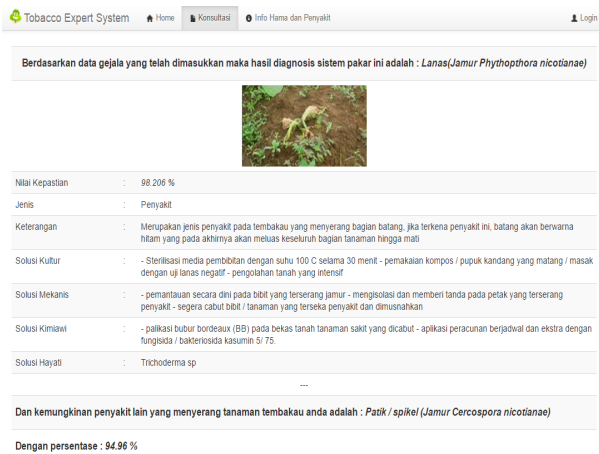 Tobacco Expert System Home Konsultasi Info Hama dan Penyakit Login
Berdasarkan data gejala yang telah dimasukkan maka hasil diagnosis sistem pakar ini adalah : Lanas(Jamur Phythopthora nicotianae)
Nilai Kepastian : 98.206 %
Jenis : Penyakit
Keterangan : Merupakan jenis penyakit pada tembakau yang menyerang bagian batang, jika terkena penyakit ini, batang akan berwarna
hitam yang pada akhirnya akan meluas keseluruh bagian tanaman hingga mati
Solusi Kultur : - Sterilisasi media pembibitan dengan suhu 100 C selama 30 menit - pemakaian kompos / pupuk kandang yang matang / masak
dengan uji lanas negatif - pengolahan tanah yang intensif
Solusi Mekanis : - pemantauan secara dini pada bibit yang terserang jamur - mengisolasi dan memberi tanda pada petak yang terserang
penyakit - segera cabut bibit / tanaman yang terseka penyakit dan dimusnahkan
Solusi Kimiawi : - palikasi bubur bordeaux (BB) pada bekas tanah tanaman sakit yang dicabut - aplikasi peracunan berjadwal dan ekstra dengan
fungisida / bakteriosida kasumin 5/ 75.
Solusi Hayati : Trichoderma sp
---
Dan kemungkinan penyakit lain yang menyerang tanaman tembakau anda adalah : Patik / spikel (Jamur Cercospora nicotianae)
Dengan persentase : 94.96 %